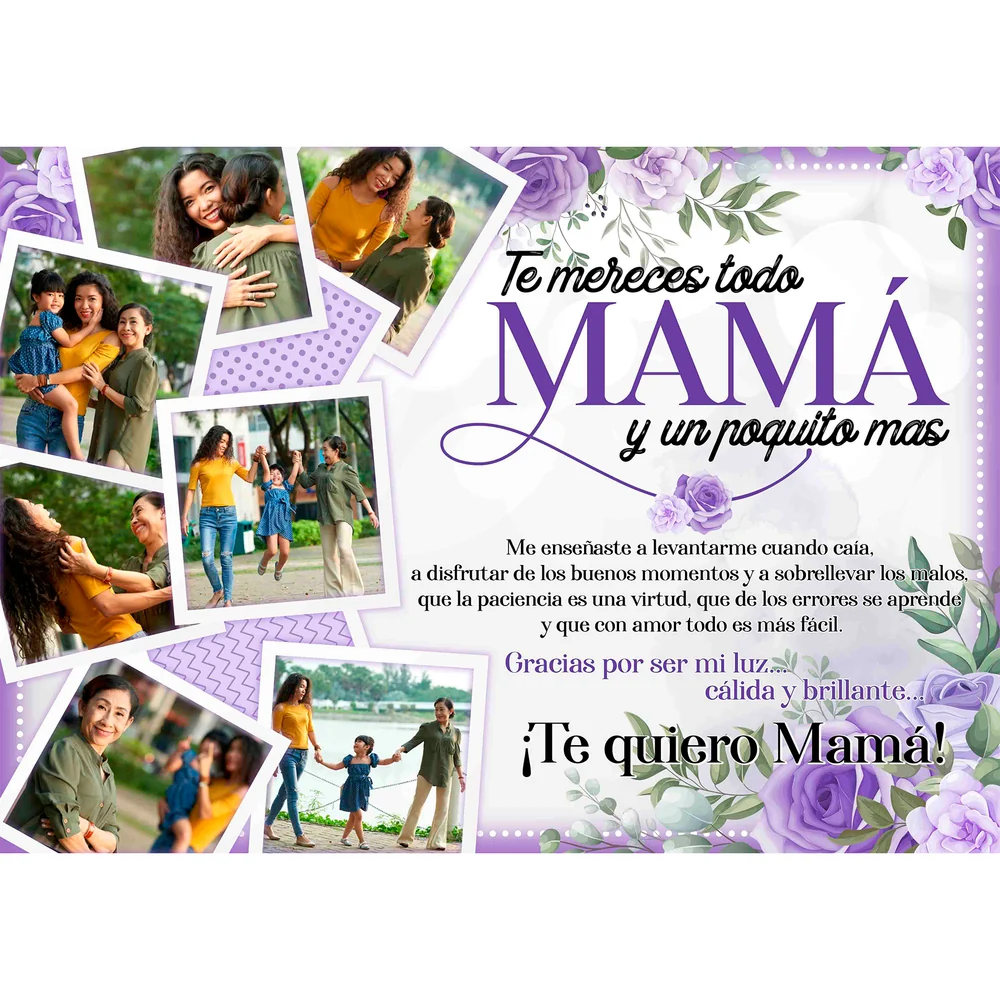 Te mereces todo
MAMÁ
y un poquito mas
Me enseñaste a levantarme cuando caía,
a disfrutar de los buenos momentos y a sobrellevar los malos,
que la paciencia es una virtud, que de los errores se aprende
y que con amor todo es más fácil.
Gracias por ser mi luz...
cálida y brillante...
¡Te quiero Mamá!